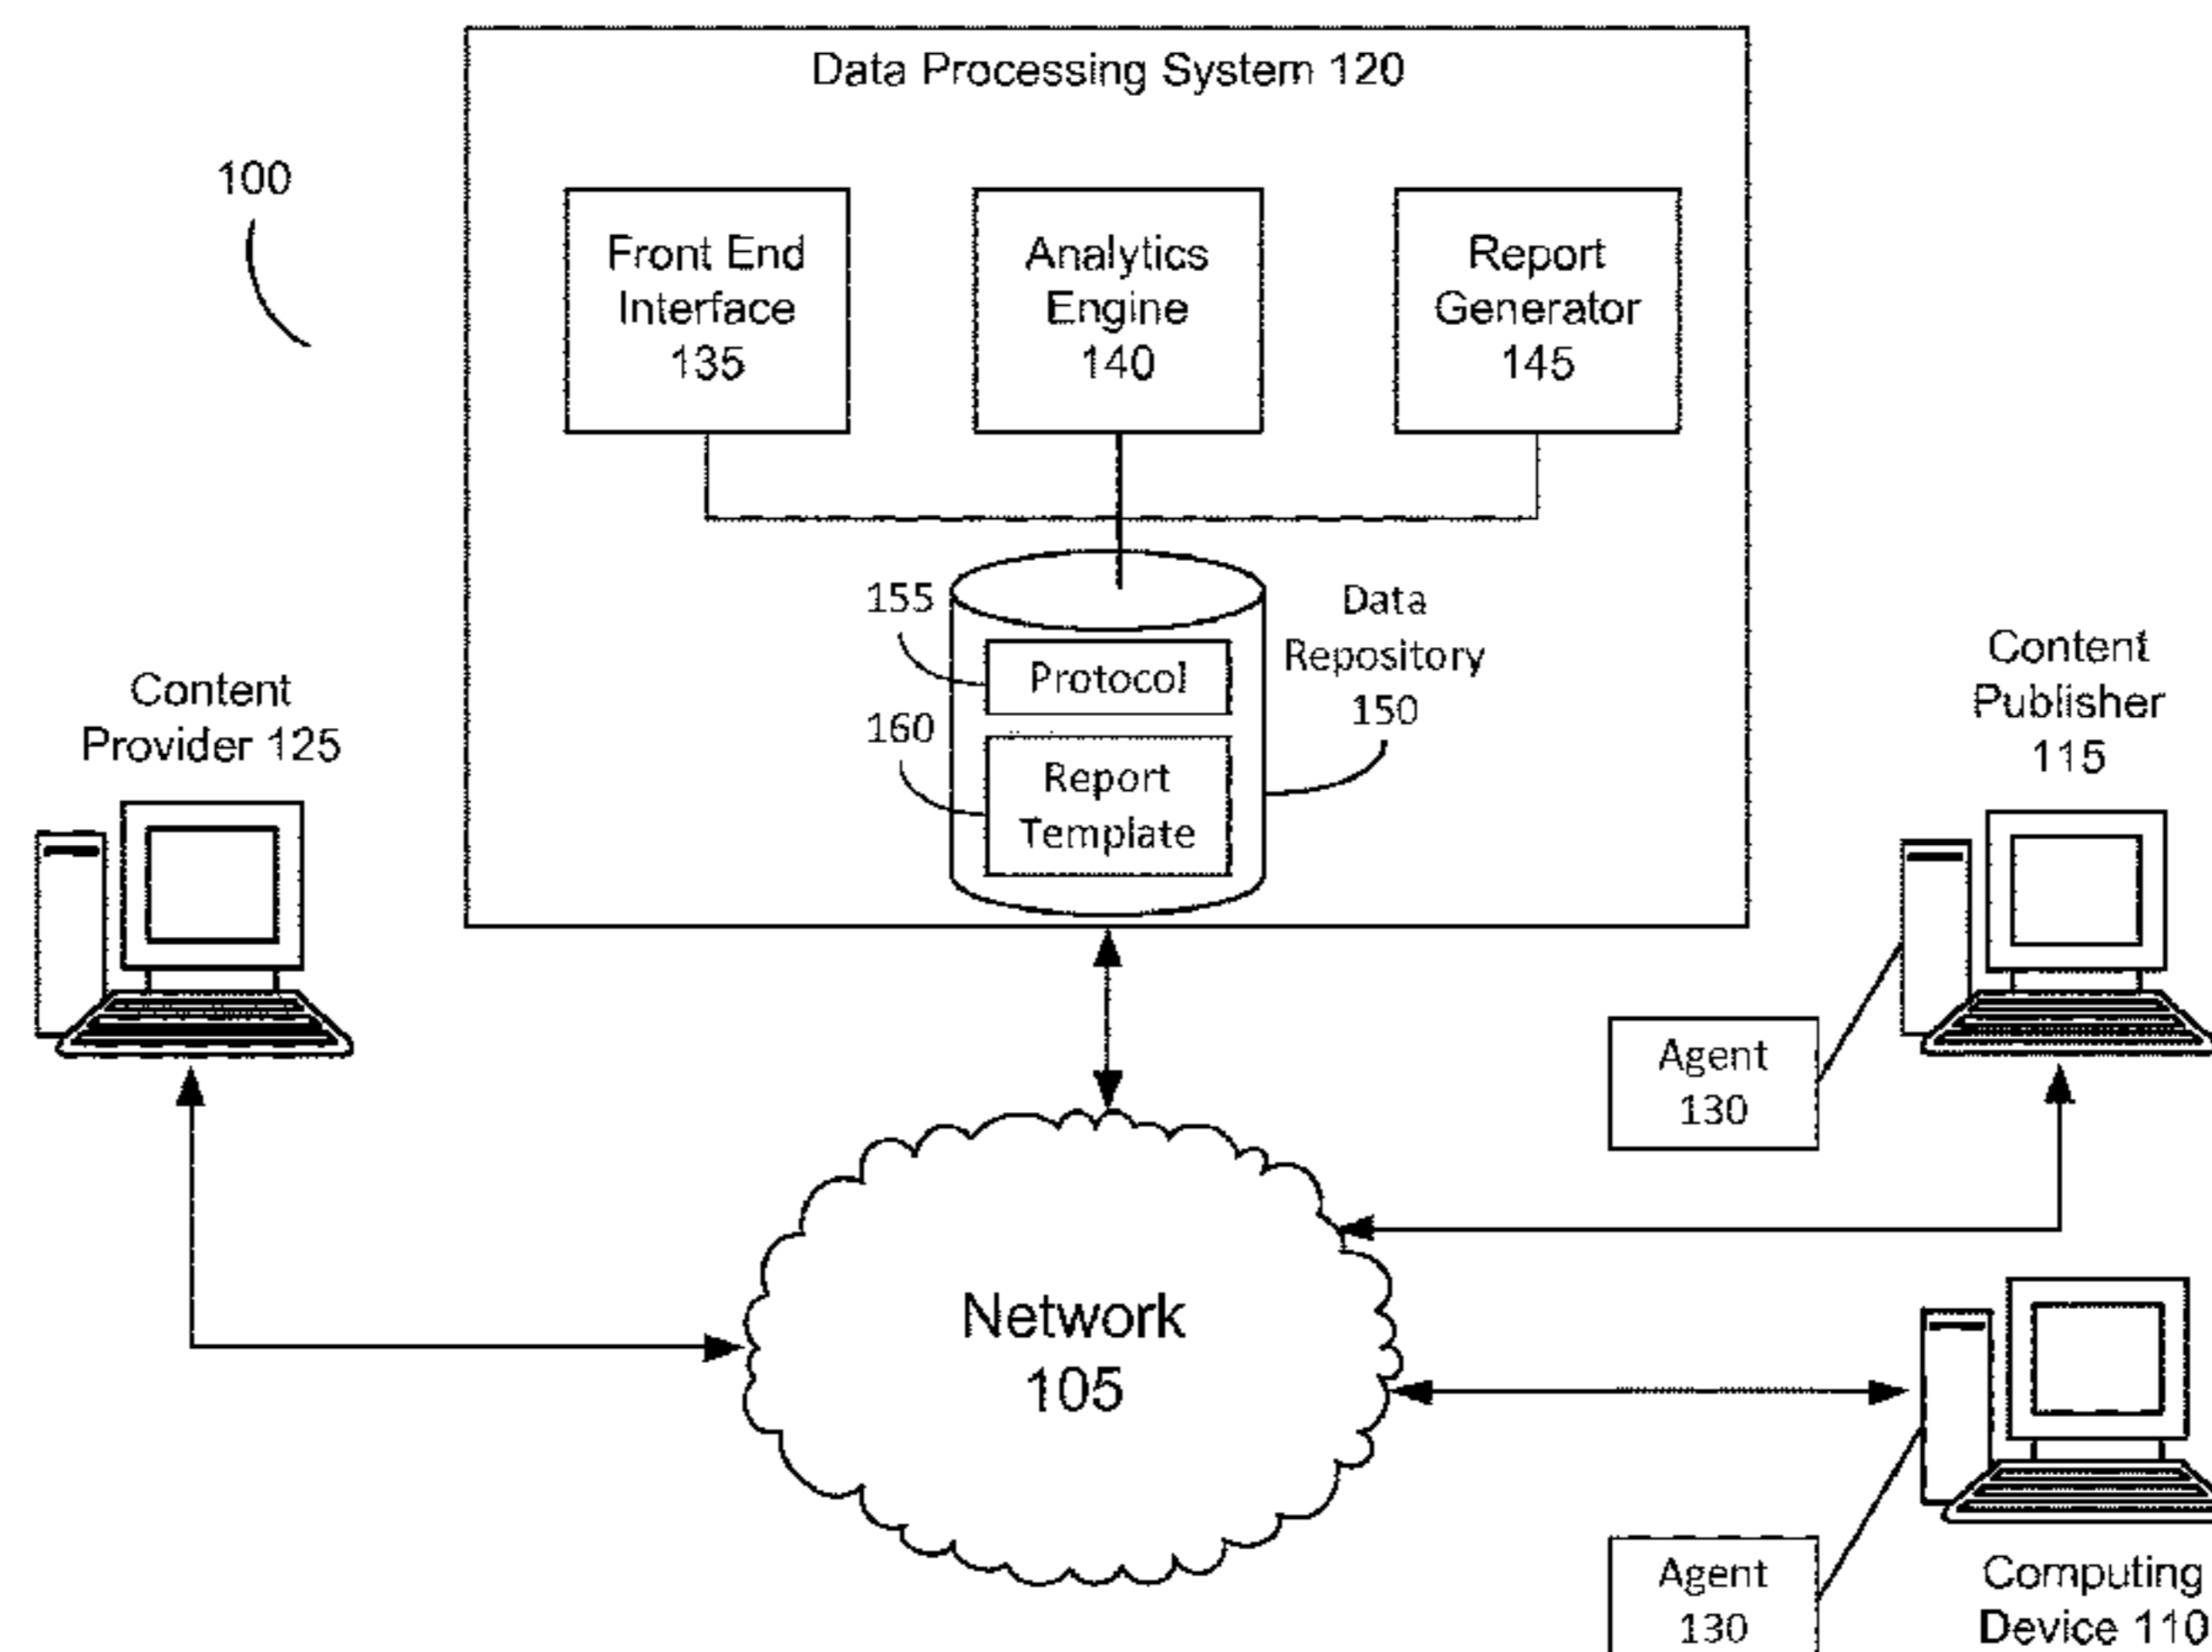 Data Processing System 120
100
Front End
Interface
135
Analytics
Engine
140
Report
Generator
145
155
Protocol
160
Report
Template
Data
Repository
150
Content
Provider 125
Content
Publisher
115
Agent
130
Network
105
Agent
130
Computing
Device 110